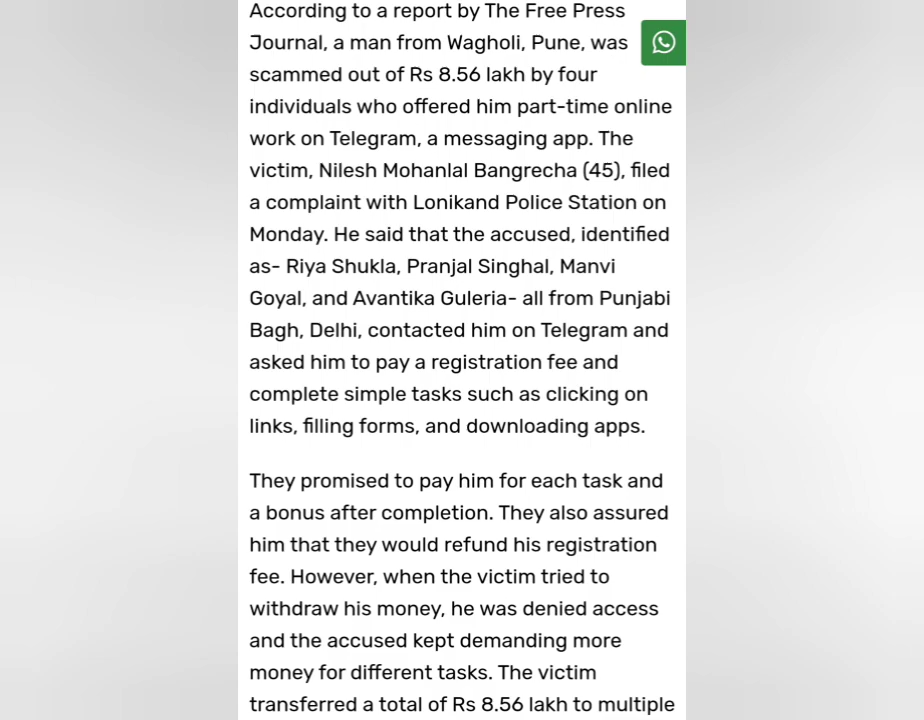 According to a report by The Free Press
Journal, a man from Wagholi, Pune, was
scammed out of Rs 8.56 lakh by four
individuals who offered him part-time online
work on Telegram, a messaging app. The
victim, Nilesh Mohanlal Bangrecha (45), filed
a complaint with Lonikand Police Station on
Monday. He said that the accused, identified
as- Riya Shukla, Pranjal Singhal, Manvi
Goyal, and Avantika Guleria- all from Punjabi
Bagh, Delhi, contacted him on Telegram and
asked him to pay a registration fee and
complete simple tasks such as clicking on
links, filling forms, and downloading apps.
They promised to pay him for each task and
a bonus after completion. They also assured
him that they would refund his registration
fee. However, when the victim tried to
withdraw his money, he was denied access
and the accused kept demanding more
money for different tasks. The victim
transferred a total of Rs 8.56 lakh to multiple